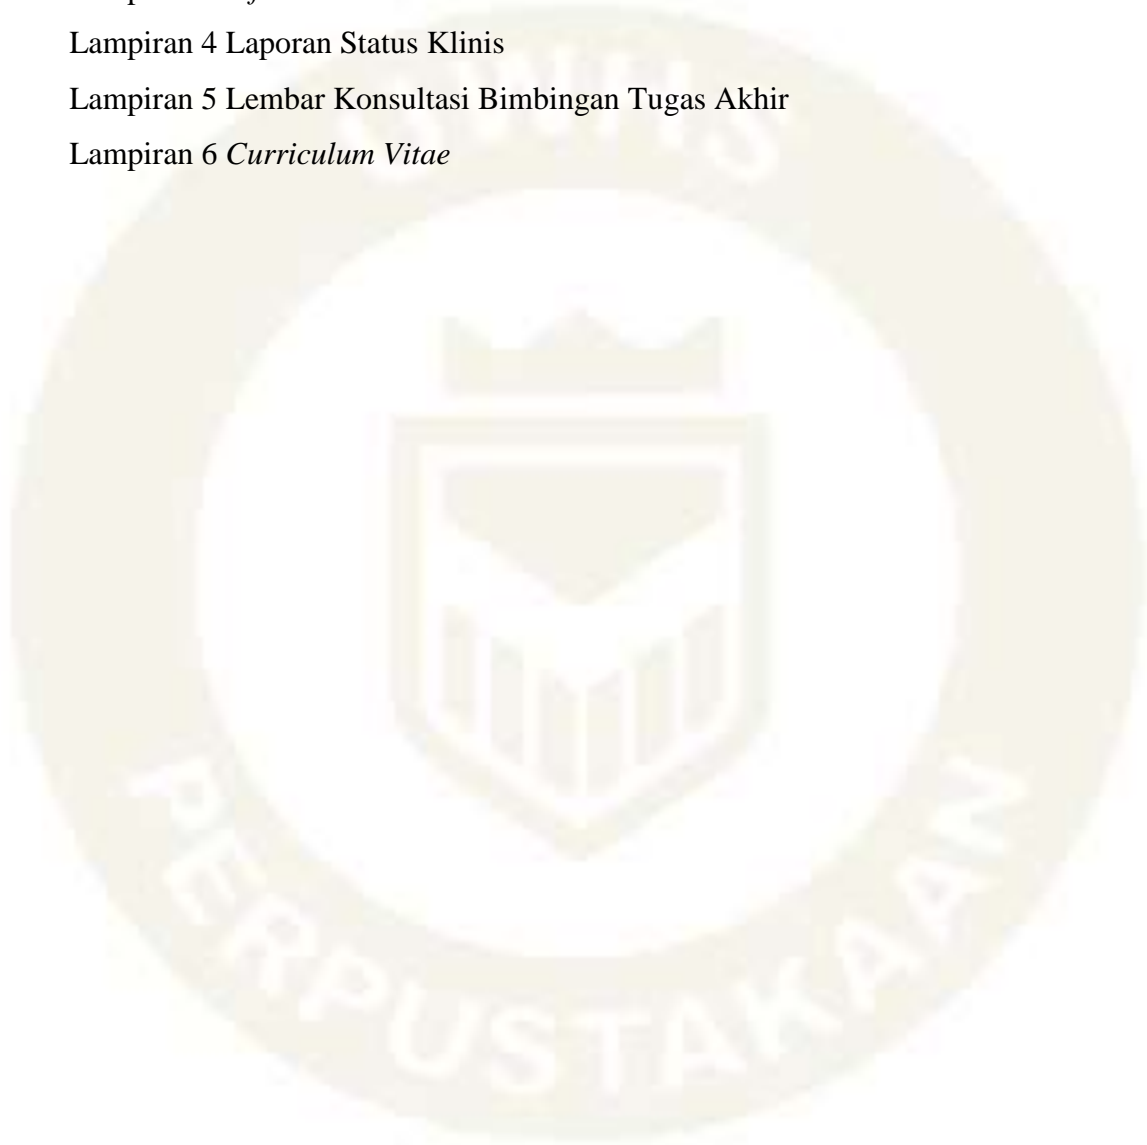 Lampiran 4 Laporan Status Klinis
Lampiran 5 Lembar Konsultasi Bimbingan Tugas Akhir
Lampiran 6 Curriculum Vitae
PERPUSTAKAAN